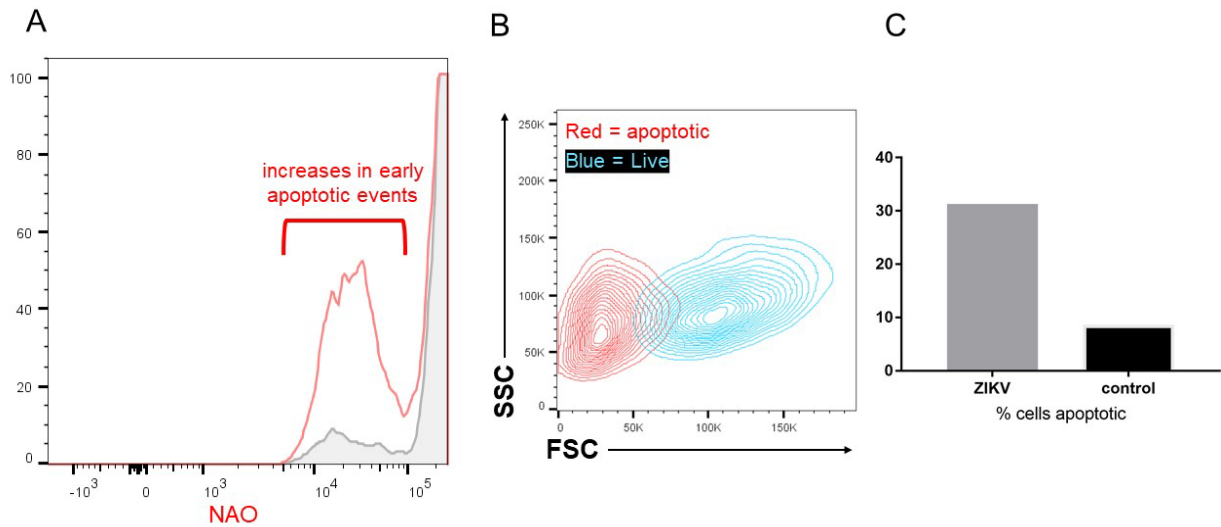 A
100
80
60
40
20
0
increases in early
apoptotic events
-10³
0
10³
10⁴
10⁵
NAO
B
250K
200K
150K
100K
50K
0
Red = apoptotic
Blue = Live
SSC
0
50K
100K
150K
FSC
C
40
30
20
10
0
ZIKV
control
% cells apoptotic